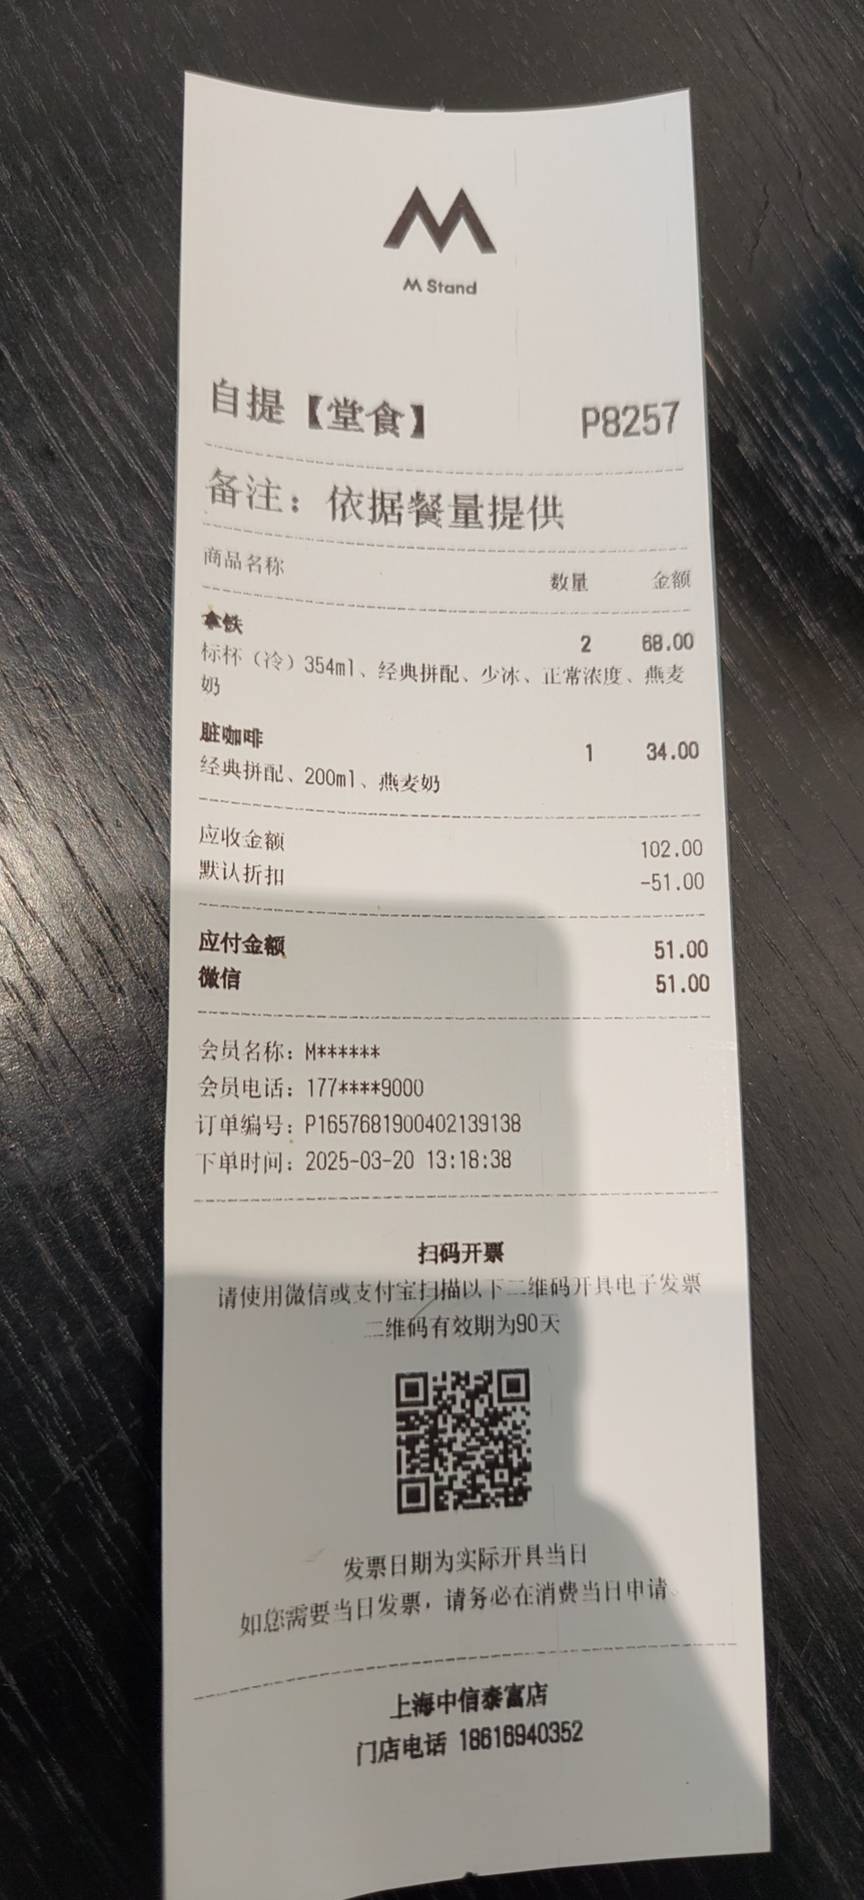 M Stand
自提【堂食】 P8257
备注：依据餐量提供
商品名称 数量 金额
拿铁 2 68.00
标杯（冷）354ml、经典拼配、少冰、正常浓度、燕麦
奶
脏咖啡 1 34.00
经典拼配、200ml、燕麦奶
应收金额 102.00
默认折扣 -51.00
应付金额 51.00
微信 51.00
会员名称：M******
会员电话：177****9000
订单编号：P1657681900402139138
下单时间：2025-03-20 13:18:38
扫码开票
请使用微信或支付宝扫描以下二维码开具电子发票
二维码有效期为90天
发票日期为实际开具当日
如您需要当日发票，请务必在消费当日申请。
上海中信泰富店
门店电话 18616940352